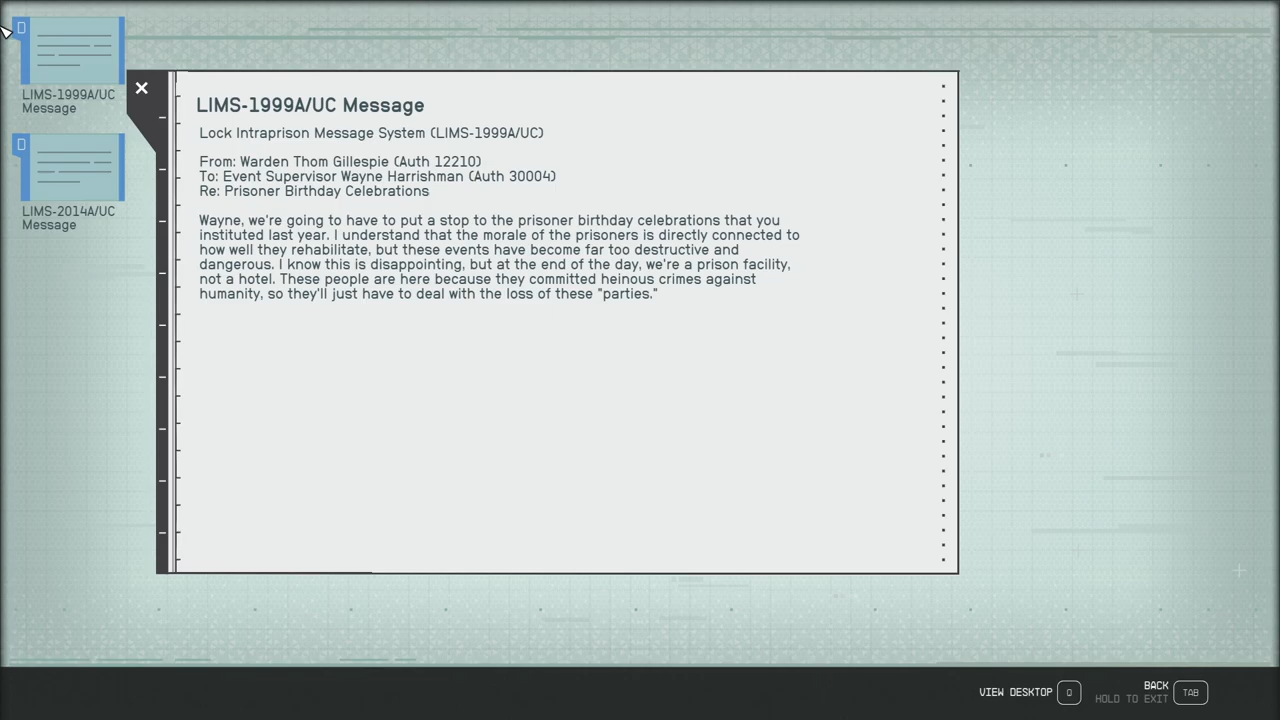 D
LIMS-1999A/UC
Message
D
LIMS-2014A/UC
Message
LIMS-1999A/UC Message
Lock Intraprison Message System (LIMS-1999A/UC)
From: Warden Thom Gillespie (Auth 12210)
To: Event Supervisor Wayne Harrishman (Auth 30004)
Re: Prisoner Birthday Celebrations
Wayne, we're going to have to put a stop to the prisoner birthday celebrations that you
instituted last year. I understand that the morale of the prisoners is directly connected to
how well they rehabilitate, but these events have become far too destructive and
dangerous. I know this is disappointing, but at the end of the day, we're a prison facility,
not a hotel. These people are here because they committed heinous crimes against
humanity, so they'll just have to deal with the loss of these "parties."
VIEW DESKTOP Q
BACK
HOLD TO EXIT TAB